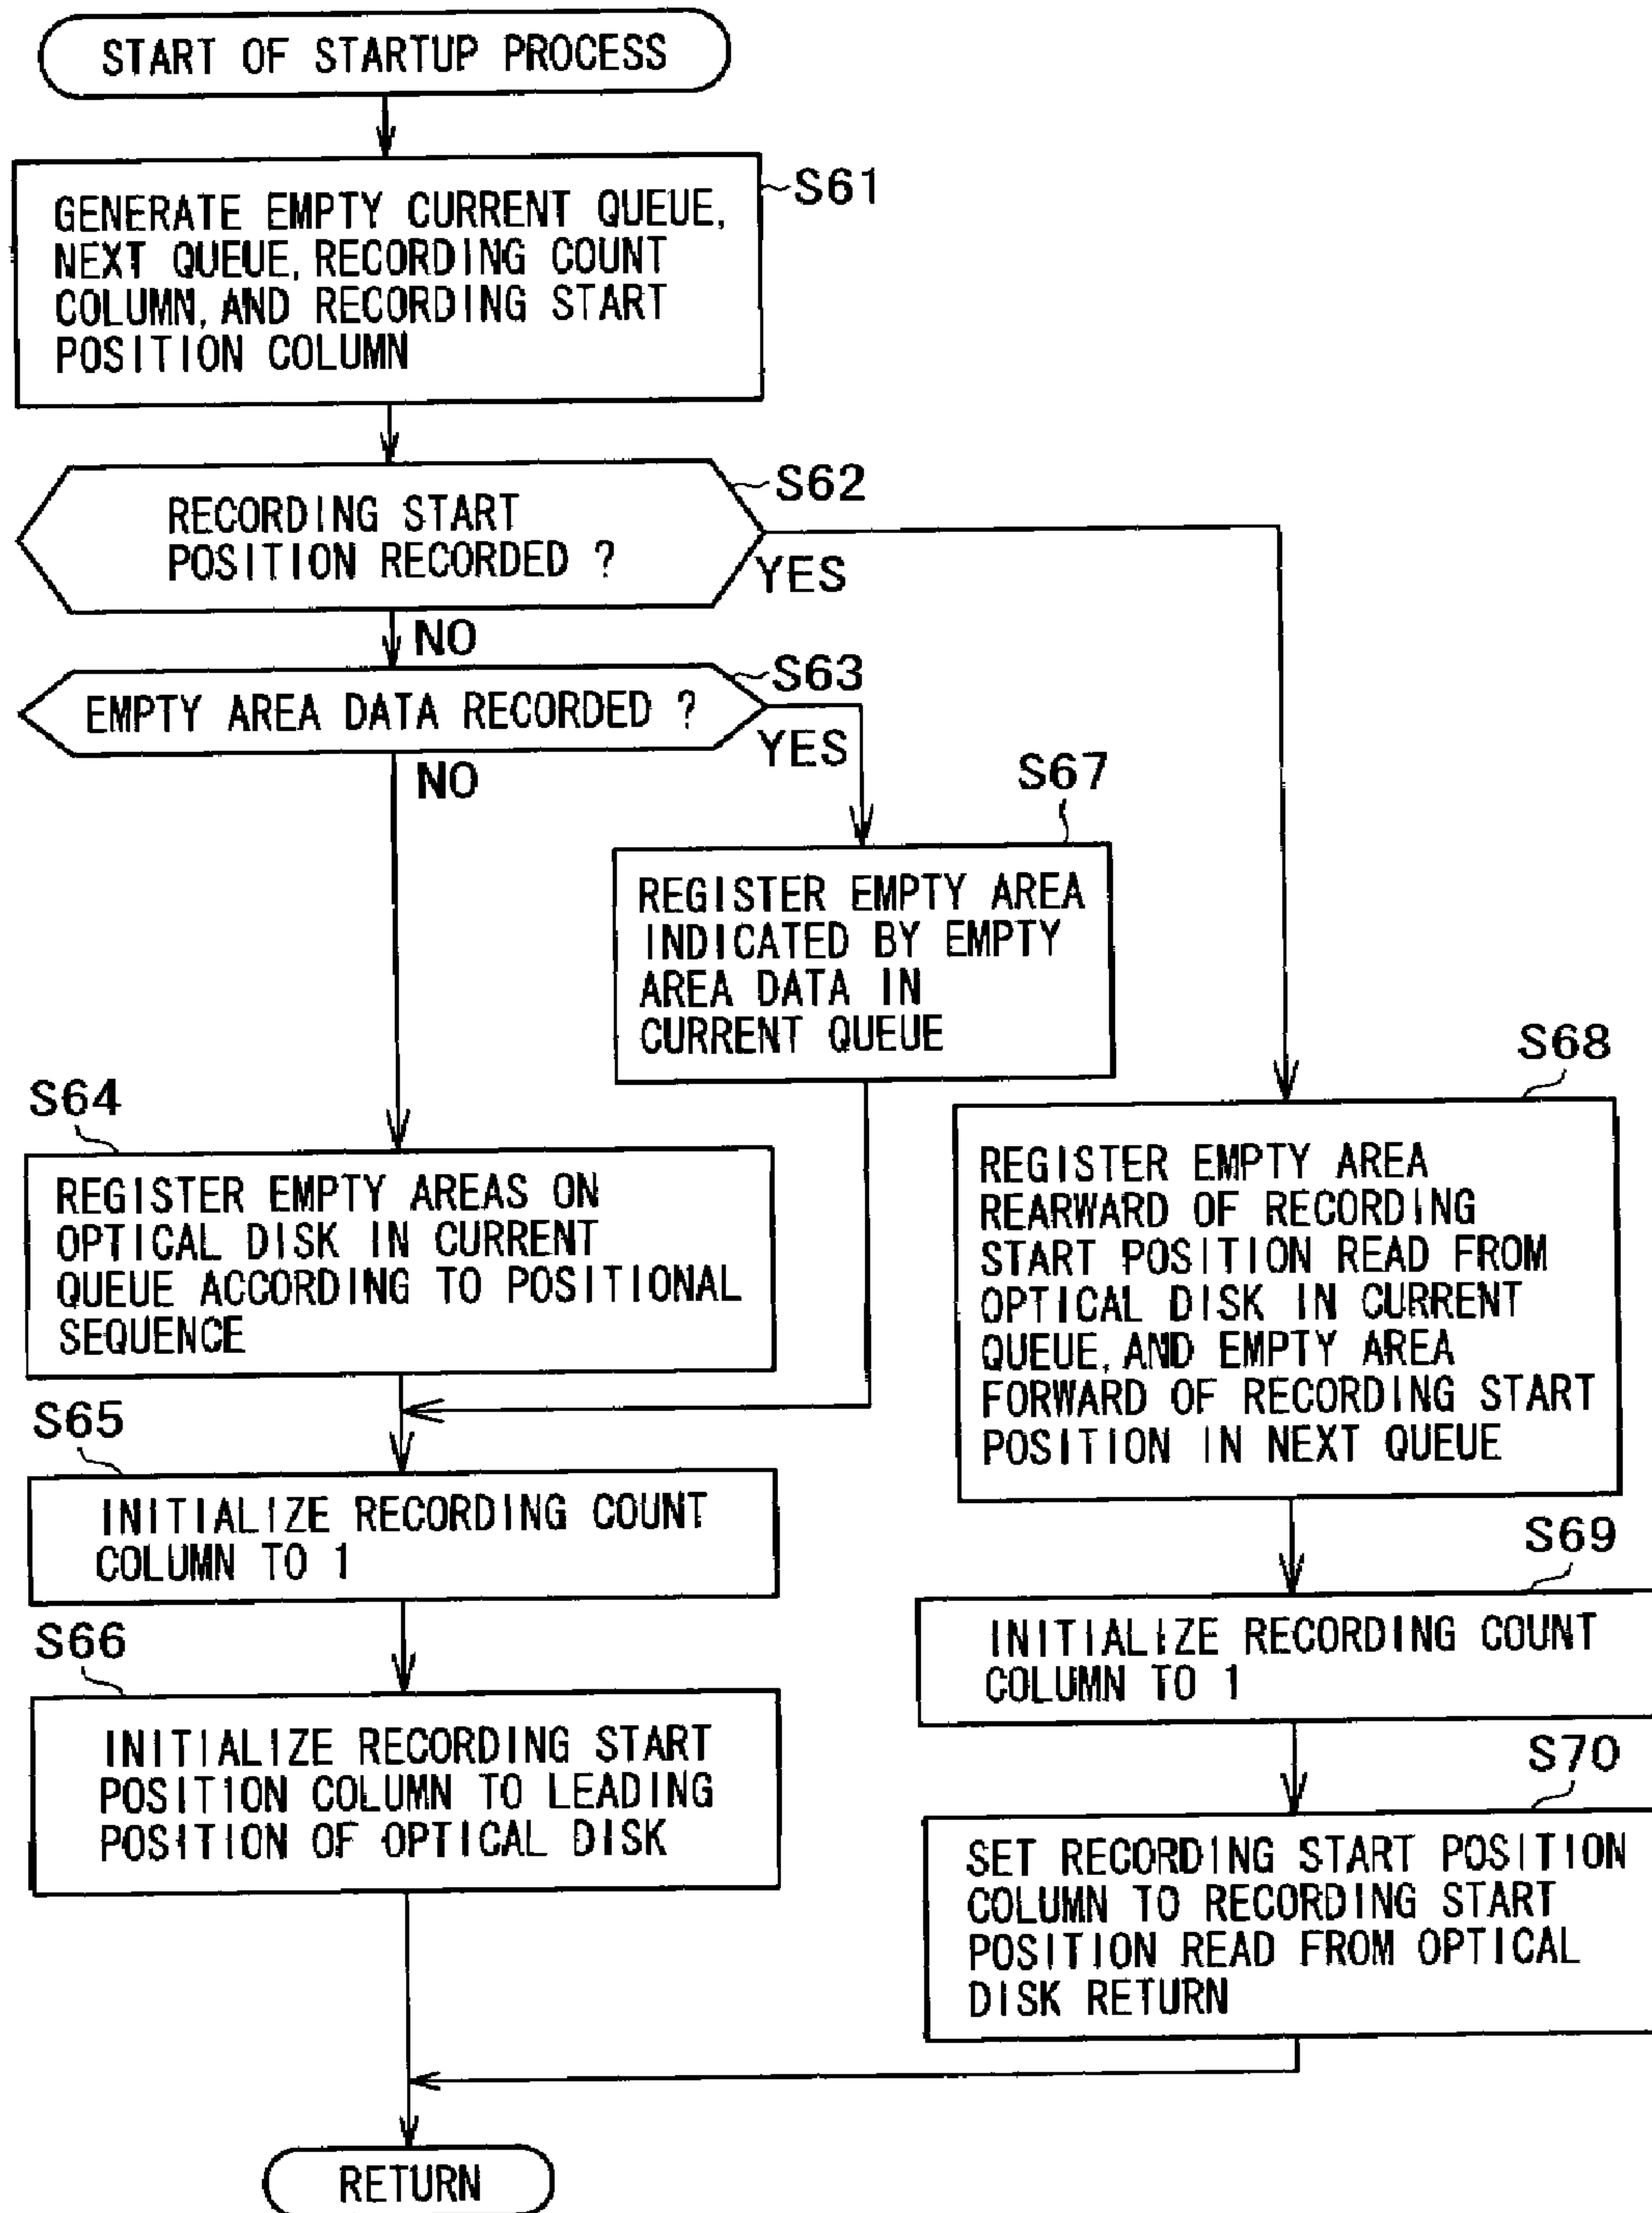 START OF STARTUP PROCESS
S61
GENERATE EMPTY CURRENT QUEUE,
NEXT QUEUE, RECORDING COUNT
COLUMN, AND RECORDING START
POSITION COLUMN
S62
RECORDING START
POSITION RECORDED ?
YES
NO
S63
EMPTY AREA DATA RECORDED ?
YES
NO
S67
REGISTER EMPTY AREA
INDICATED BY EMPTY
AREA DATA IN
CURRENT QUEUE
S64
REGISTER EMPTY AREAS ON
OPTICAL DISK IN CURRENT
QUEUE ACCORDING TO POSITIONAL
SEQUENCE
S68
REGISTER EMPTY AREA
REARWARD OF RECORDING
START POSITION READ FROM
OPTICAL DISK IN CURRENT
QUEUE, AND EMPTY AREA
FORWARD OF RECORDING START
POSITION IN NEXT QUEUE
S65
INITIALIZE RECORDING COUNT
COLUMN TO 1
S69
INITIALIZE RECORDING COUNT
COLUMN TO 1
S66
INITIALIZE RECORDING START
POSITION COLUMN TO LEADING
POSITION OF OPTICAL DISK
S70
SET RECORDING START POSITION
COLUMN TO RECORDING START
POSITION READ FROM OPTICAL
DISK RETURN
RETURN